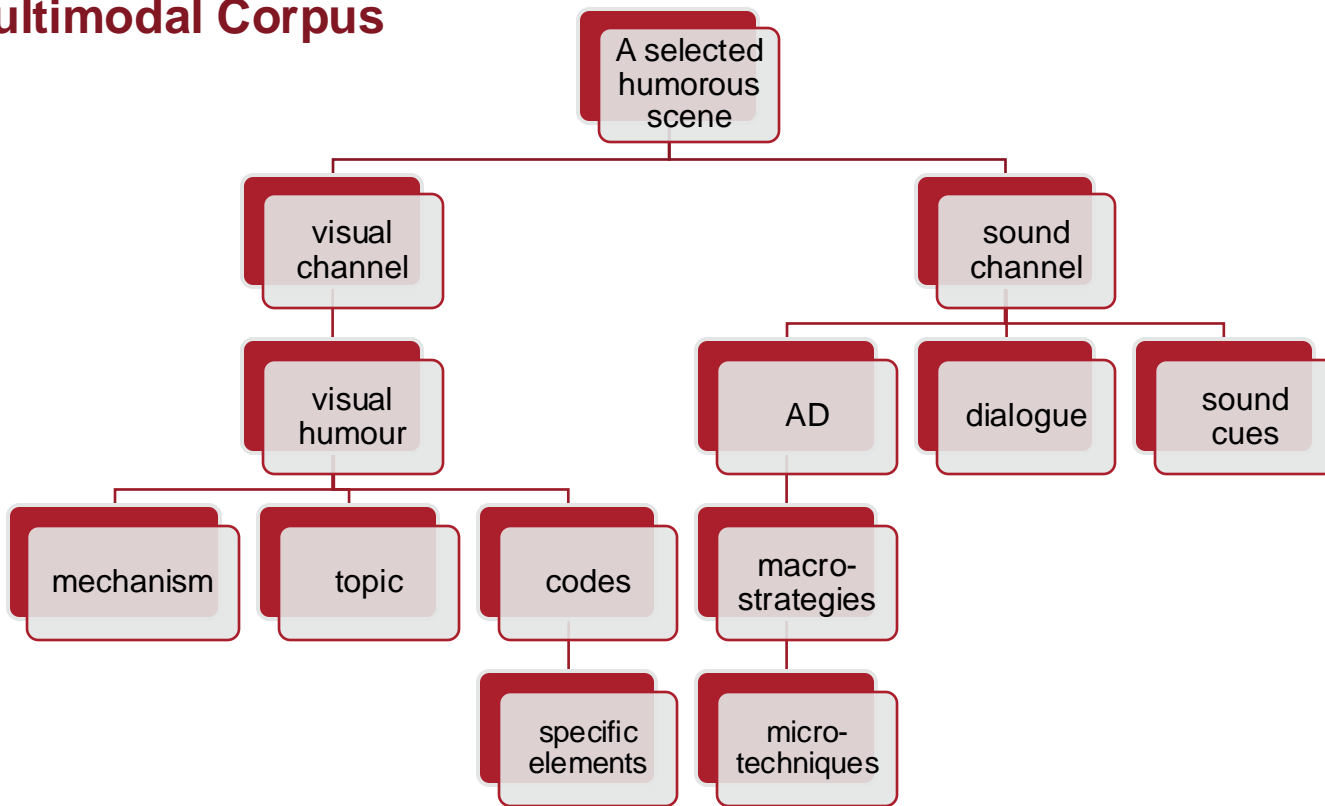 ultimodal Corpus
A selected
humorous
scene
visual
channel
sound
channel
visual
humour
AD
dialogue
sound
cues
mechanism
topic
codes
macro-
strategies
specific
elements
micro-
techniques